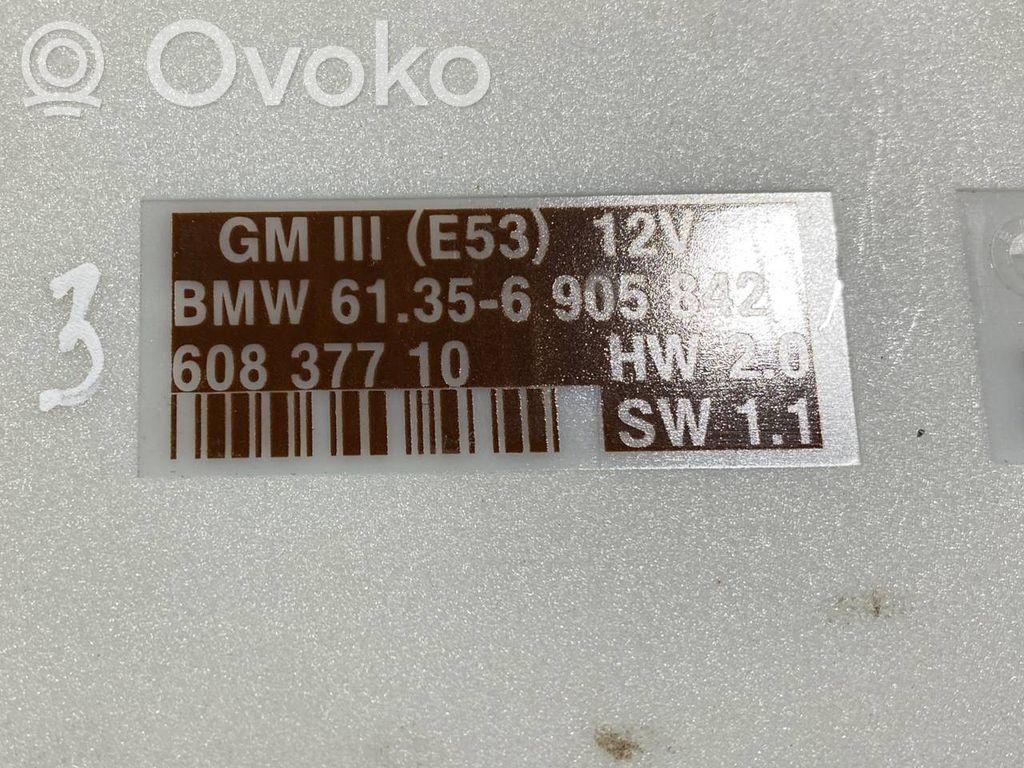 Ovoko
3
GM III (E53) 12V
BMW 61.35-6 905 842
608 377 10 HW 2.0
SW 1.1